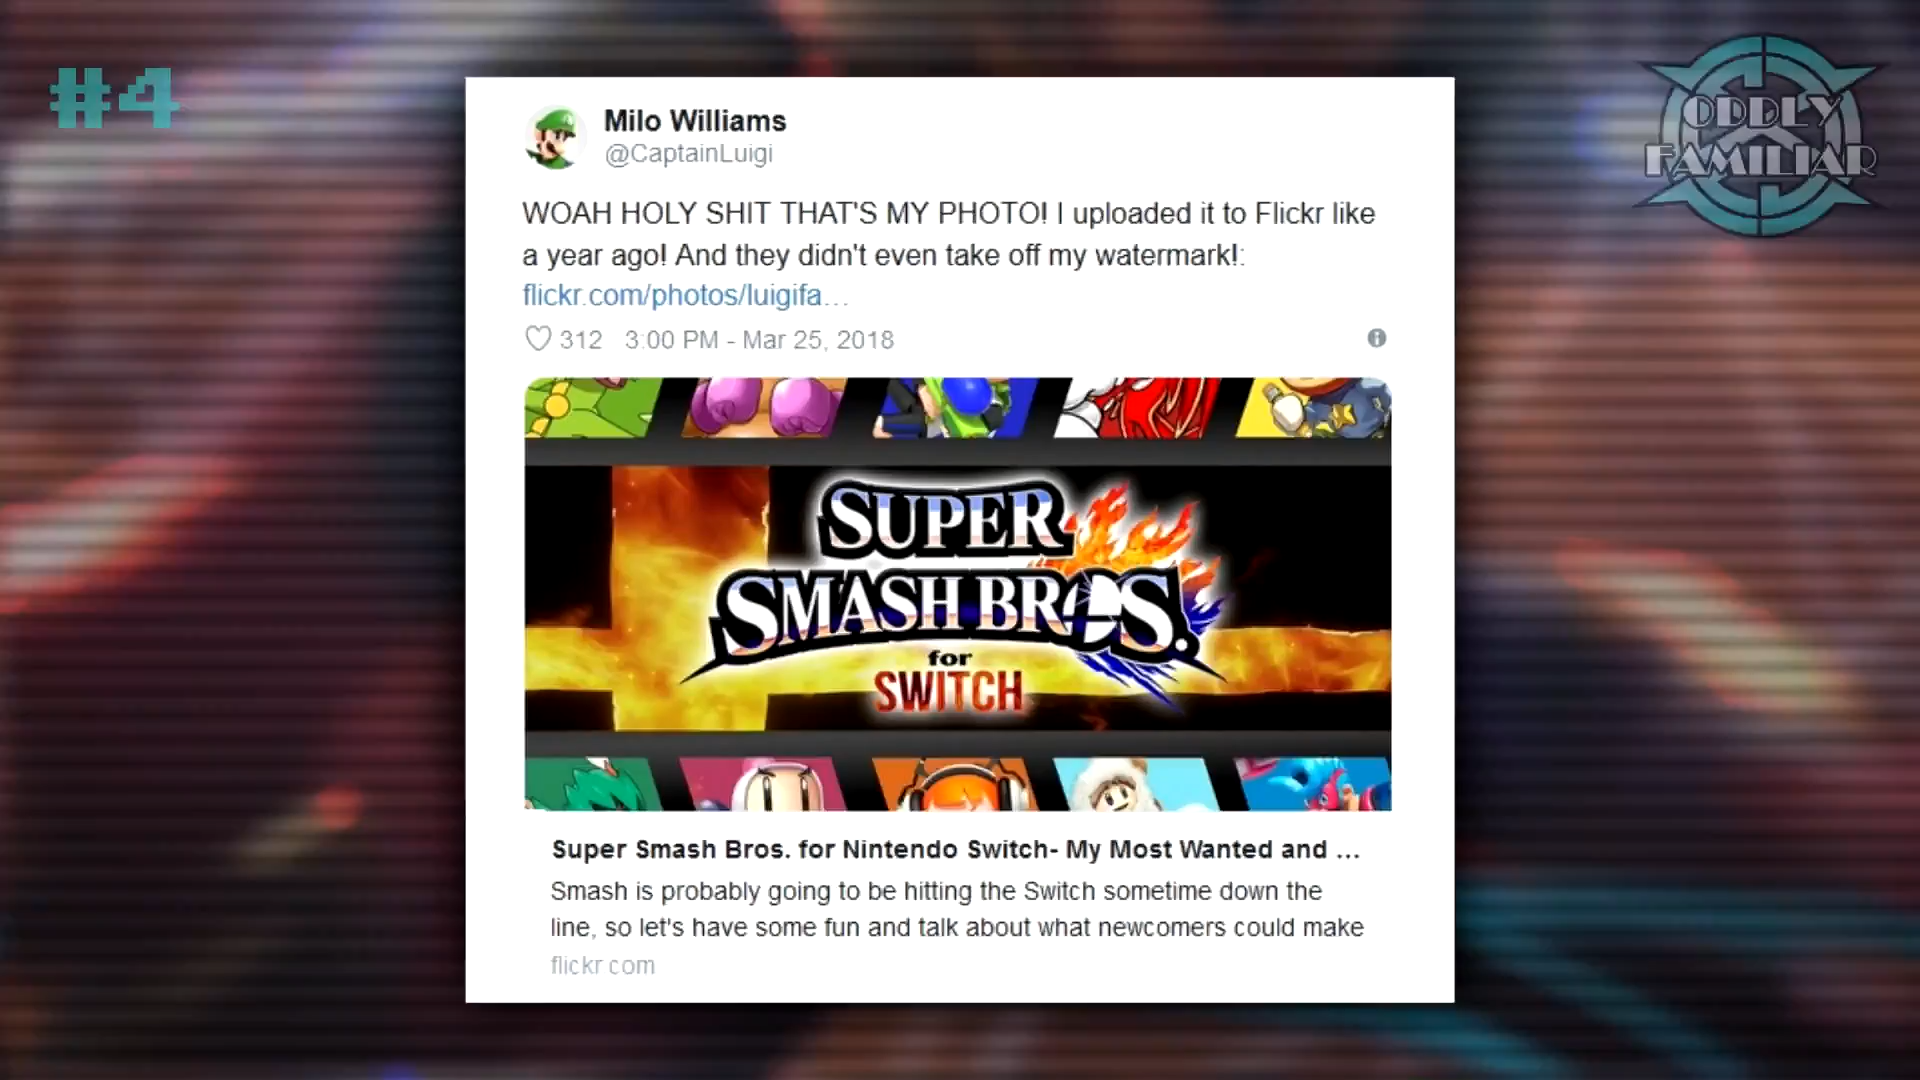 #4
ODDLY
FAMILIAR
Milo Williams
@CaptainLuigi
WOAH HOLY SHIT THAT'S MY PHOTO! I uploaded it to Flickr like
a year ago! And they didn't even take off my watermark!:
flickr.com/photos/luigifa…
312 3:00 PM - Mar 25, 2018
SUPER
SMASH BROS.
for
SWITCH
Super Smash Bros. for Nintendo Switch- My Most Wanted and ...
Smash is probably going to be hitting the Switch sometime down the
line, so let's have some fun and talk about what newcomers could make
flickr.com